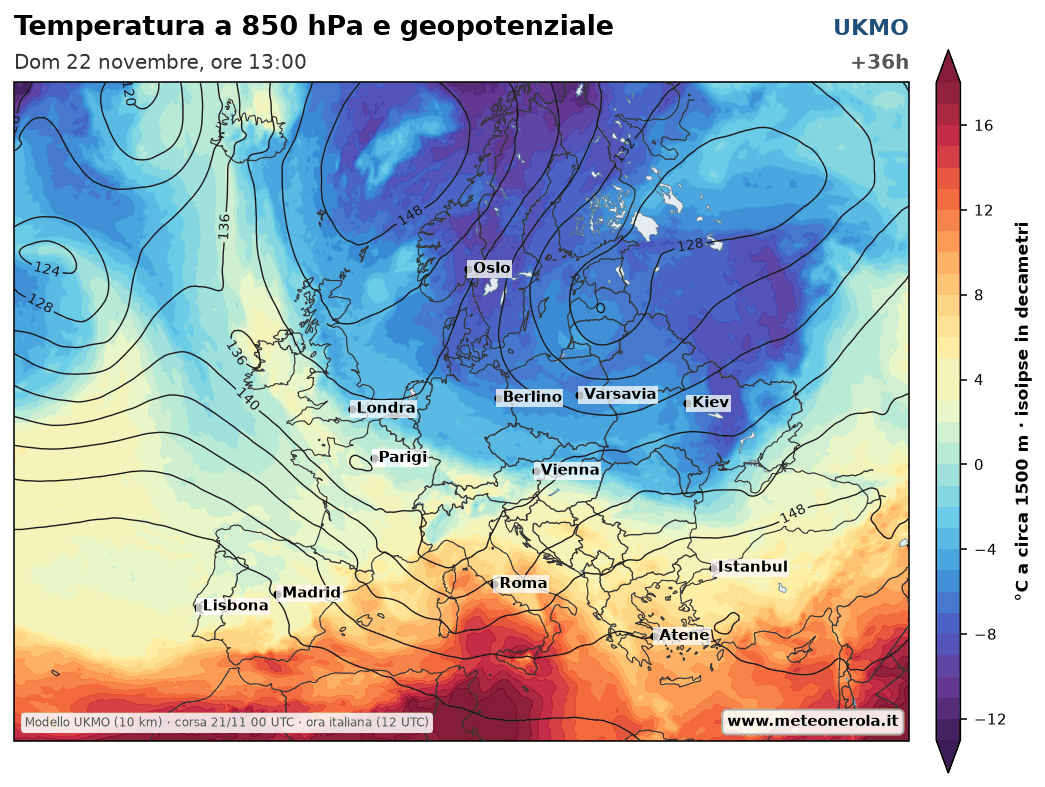 Temperatura a 850 hPa e geopotenziale
UKMO
Dom 22 novembre, ore 13:00
+36h
120
136
148
132
128
124
128
136
140
148
Oslo
Londra
Berlino
Varsavia
Kiev
Parigi
Vienna
Lisbona
Madrid
Roma
Istanbul
Atene
Modello UKMO (10 km) · corsa 21/11 00 UTC · ora italiana (12 UTC)
www.meteonerola.it
16
12
8
4
0
−4
−8
−12
°C a circa 1500 m · isoipse in decametri